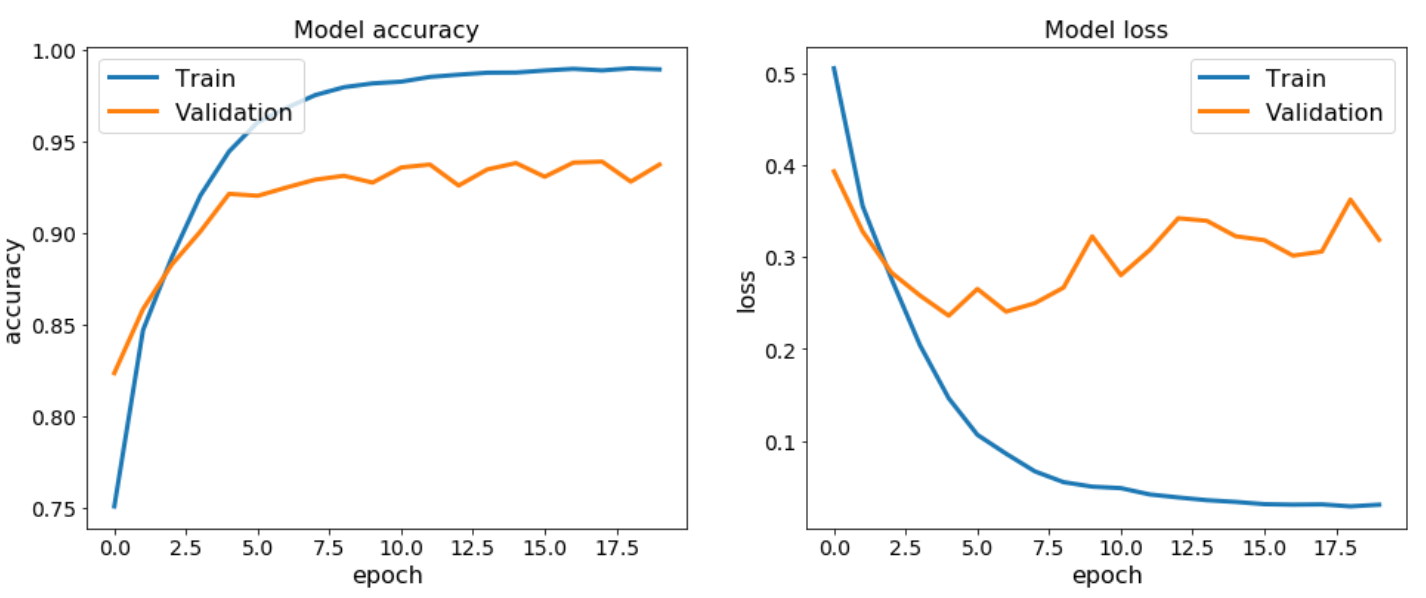 Model accuracy
1.00
0.95
0.90
0.85
0.80
0.75
accuracy
Train
Validation
0.0 2.5 5.0 7.5 10.0 12.5 15.0 17.5
epoch
Model loss
0.5
0.4
0.3
0.2
0.1
loss
Train
Validation
0.0 2.5 5.0 7.5 10.0 12.5 15.0 17.5
epoch